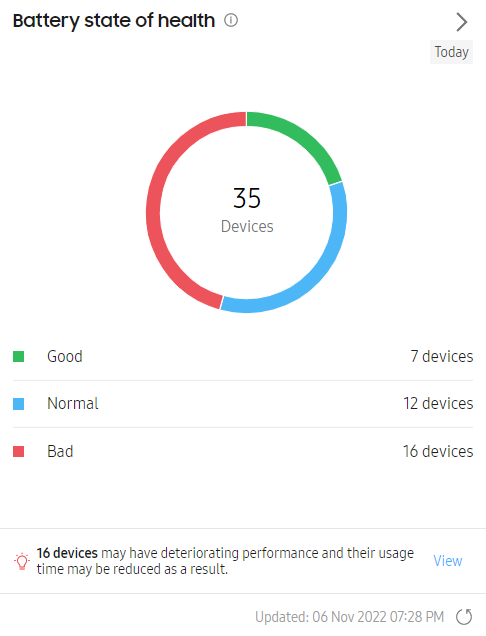 Battery state of health
Today
35
Devices
Good 7 devices
Normal 12 devices
Bad 16 devices
16 devices may have deteriorating performance and their usage
time may be reduced as a result.
View
Updated: 06 Nov 2022 07:28 PM